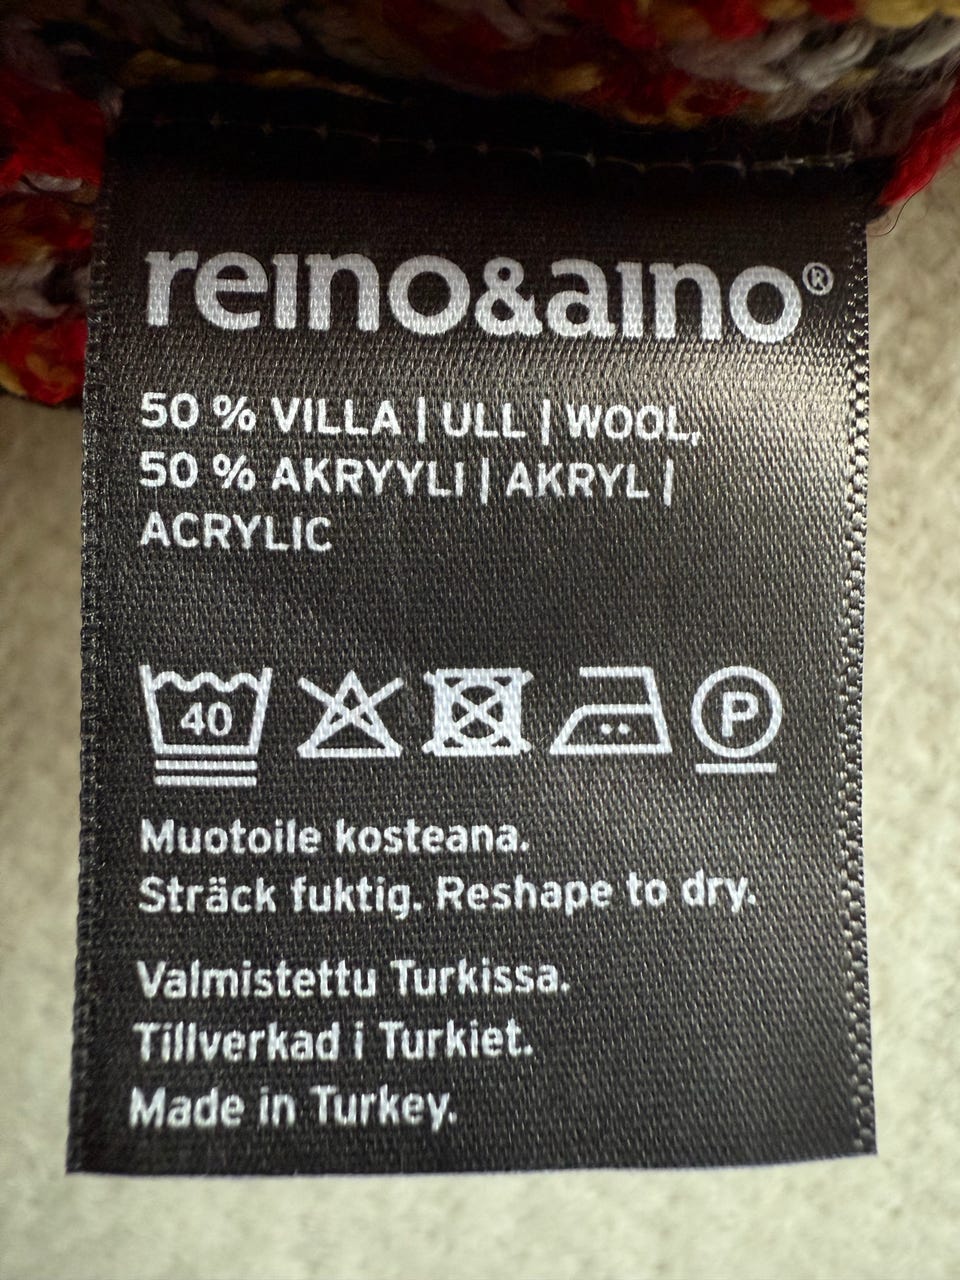 reino&aino®
50 % VILLA | ULL | WOOL,
50 % AKRYYLI | AKRYL |
ACRYLIC
40 P
Muotoile kosteana.
Sträck fuktig. Reshape to dry.
Valmistettu Turkissa.
Tillverkad i Turkiet.
Made in Turkey.